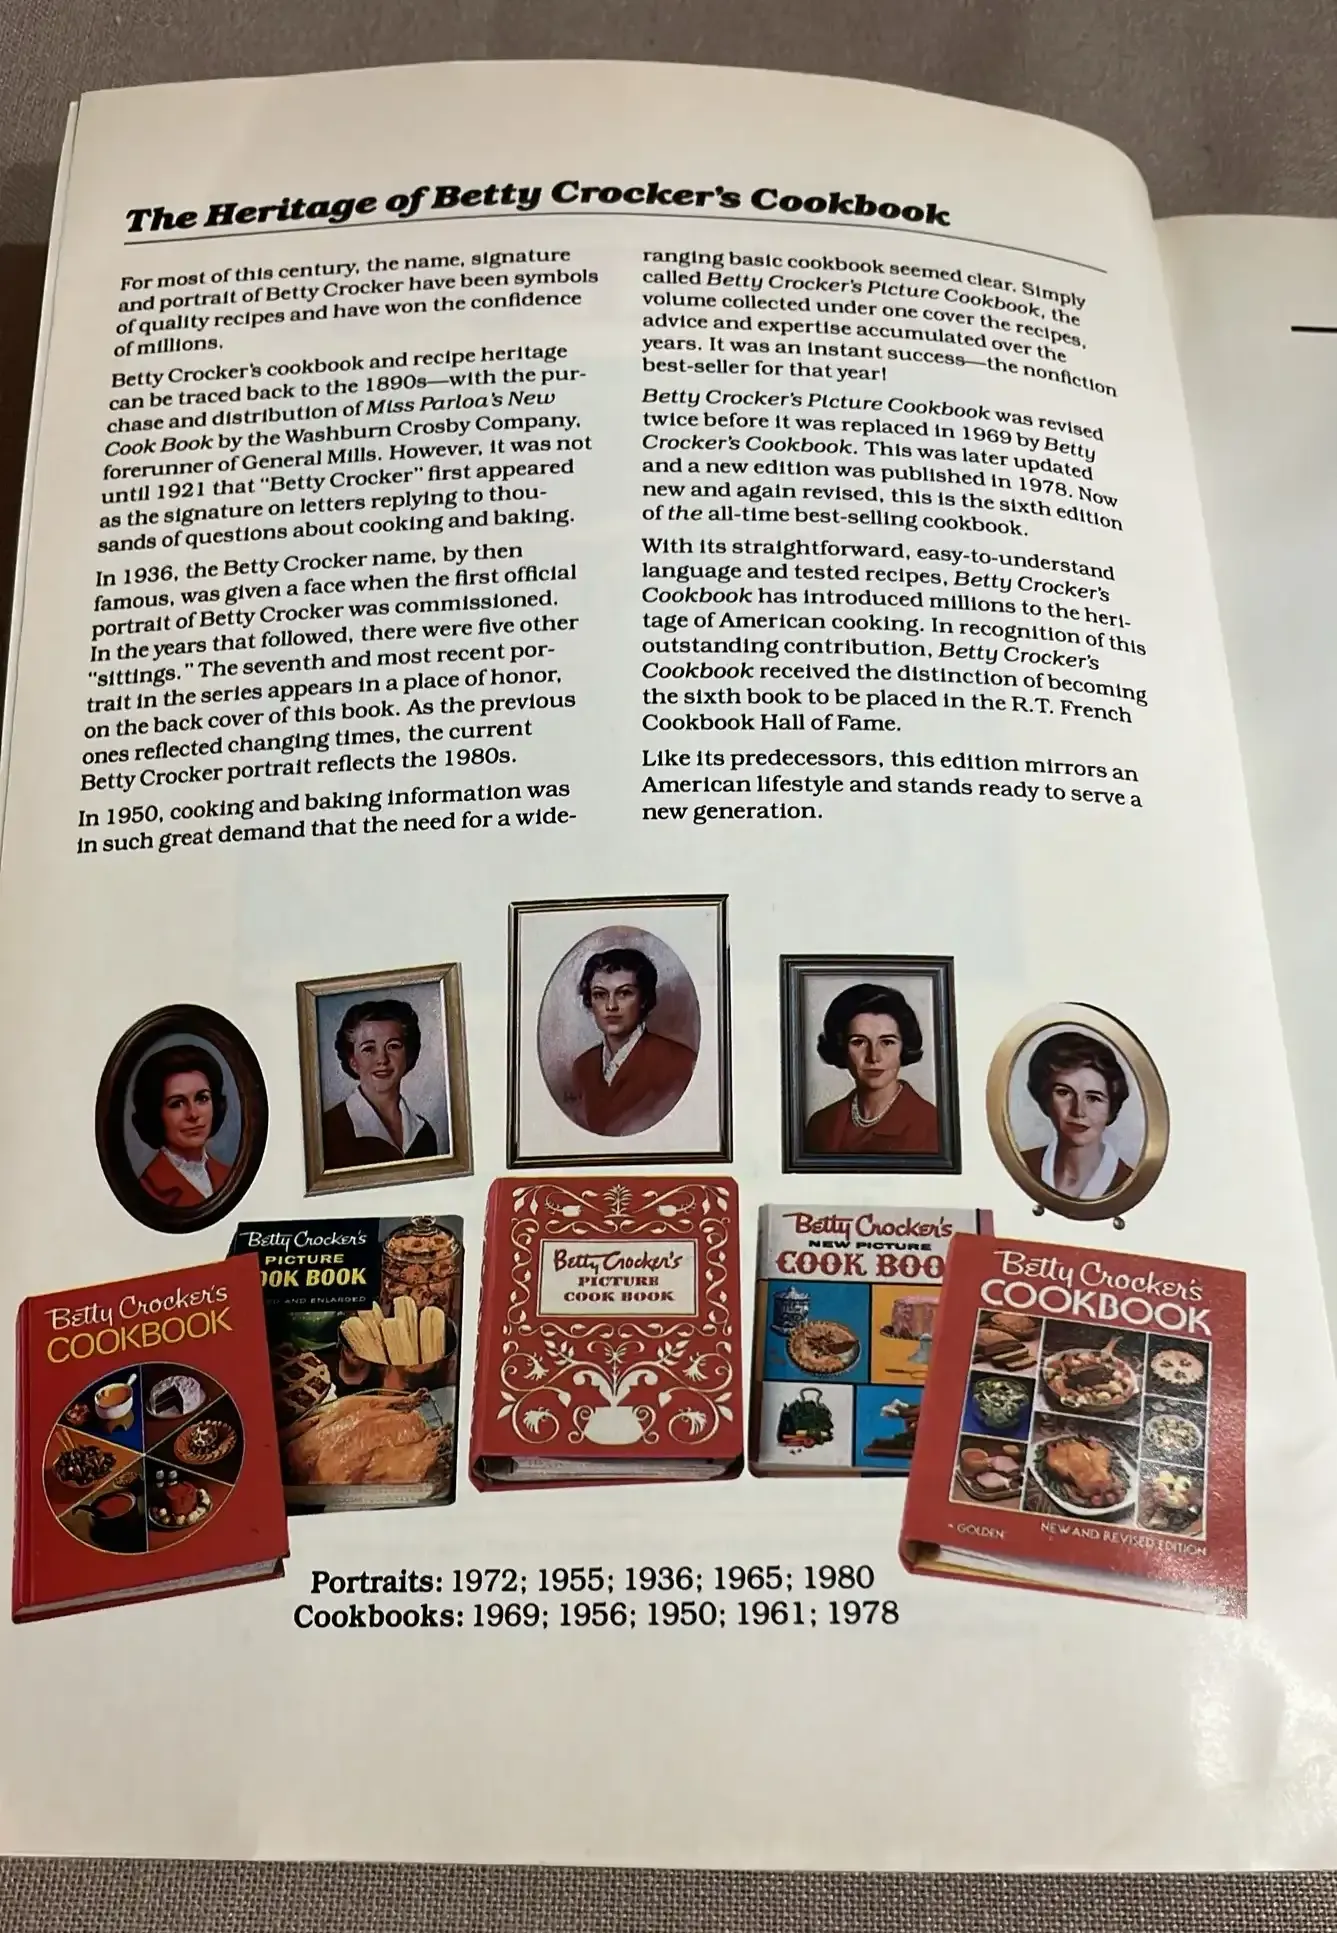 The Heritage of Betty Crocker's Cookbook
For most of this century, the name, signature
and portrait of Betty Crocker have been symbols
of quality recipes and have won the confidence
of millions.
Betty Crocker's cookbook and recipe heritage
can be traced back to the 1890s—with the pur-
chase and distribution of Miss Parloa's New
Cook Book by the Washburn Crosby Company,
forerunner of General Mills. However, it was not
until 1921 that "Betty Crocker" first appeared
as the signature on letters replying to thou-
sands of questions about cooking and baking.
In 1936, the Betty Crocker name, by then
famous, was given a face when the first official
portrait of Betty Crocker was commissioned.
In the years that followed, there were five other
"sittings." The seventh and most recent por-
trait in the series appears in a place of honor,
on the back cover of this book. As the previous
ones reflected changing times, the current
Betty Crocker portrait reflects the 1980s.
In 1950, cooking and baking information was
in such great demand that the need for a wide-
ranging basic cookbook seemed clear. Simply
called Betty Crocker's Picture Cookbook, the
volume collected under one cover the recipes,
advice and expertise accumulated over the
years. It was an instant success—the nonfiction
best-seller for that year!
Betty Crocker's Picture Cookbook was revised
twice before it was replaced in 1969 by Betty
Crocker's Cookbook. This was later updated
and a new edition was published in 1978. Now
new and again revised, this is the sixth edition
of the all-time best-selling cookbook.
With its straightforward, easy-to-understand
language and tested recipes, Betty Crocker's
Cookbook has introduced millions to the heri-
tage of American cooking. In recognition of this
outstanding contribution, Betty Crocker's
Cookbook received the distinction of becoming
the sixth book to be placed in the R.T. French
Cookbook Hall of Fame.
Like its predecessors, this edition mirrors an
American lifestyle and stands ready to serve a
new generation.
Betty Crocker's
COOKBOOK
Betty Crocker's
PICTURE
OOK BOOK
AND ENLARGED
Betty Crocker's
PICTURE
COOK BOOK
Betty Crocker's
NEW PICTURE
COOK BOO
Betty Crocker's
COOKBOOK
GOLDEN NEW AND REVISED EDITION
Portraits: 1972; 1955; 1936; 1965; 1980
Cookbooks: 1969; 1956; 1950; 1961; 1978